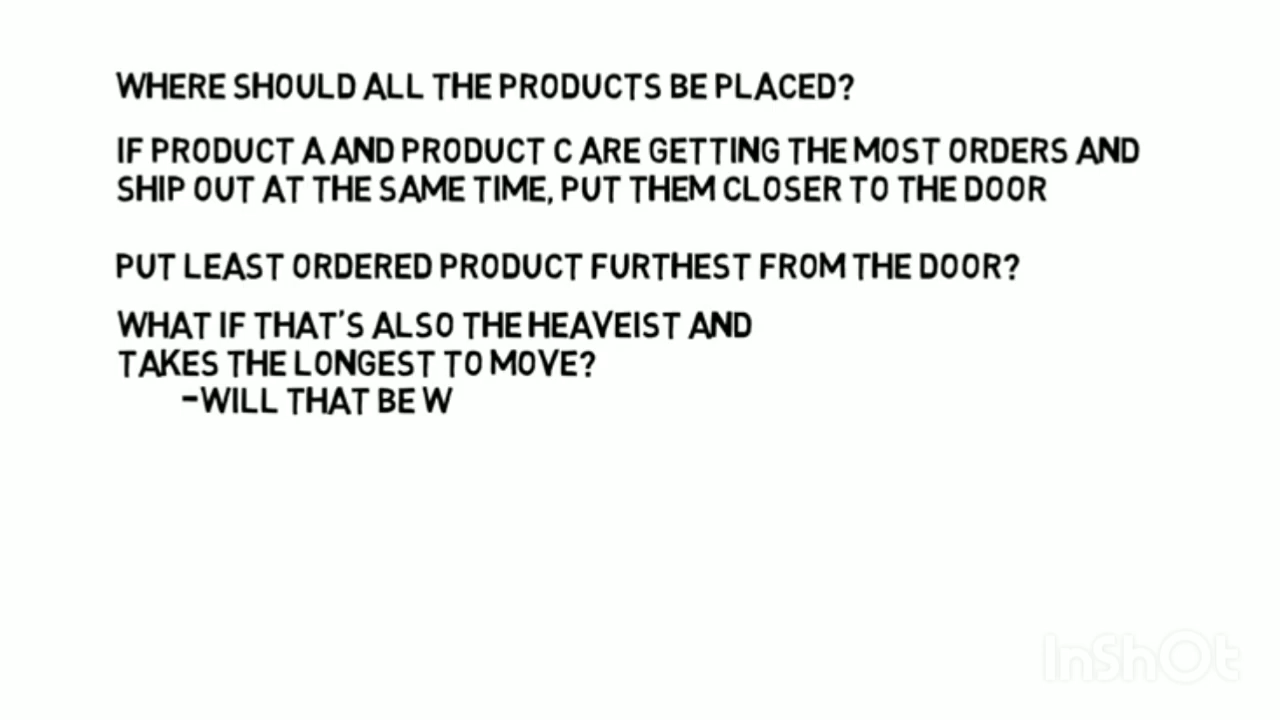 WHERE SHOULD ALL THE PRODUCTS BE PLACED?
IF PRODUCT A AND PRODUCT C ARE GETTING THE MOST ORDERS AND
SHIP OUT AT THE SAME TIME, PUT THEM CLOSER TO THE DOOR
PUT LEAST ORDERED PRODUCT FURTHEST FROM THE DOOR?
WHAT IF THAT'S ALSO THE HEAVEIST AND
TAKES THE LONGEST TO MOVE?
-WILL THAT BE W
InShOt